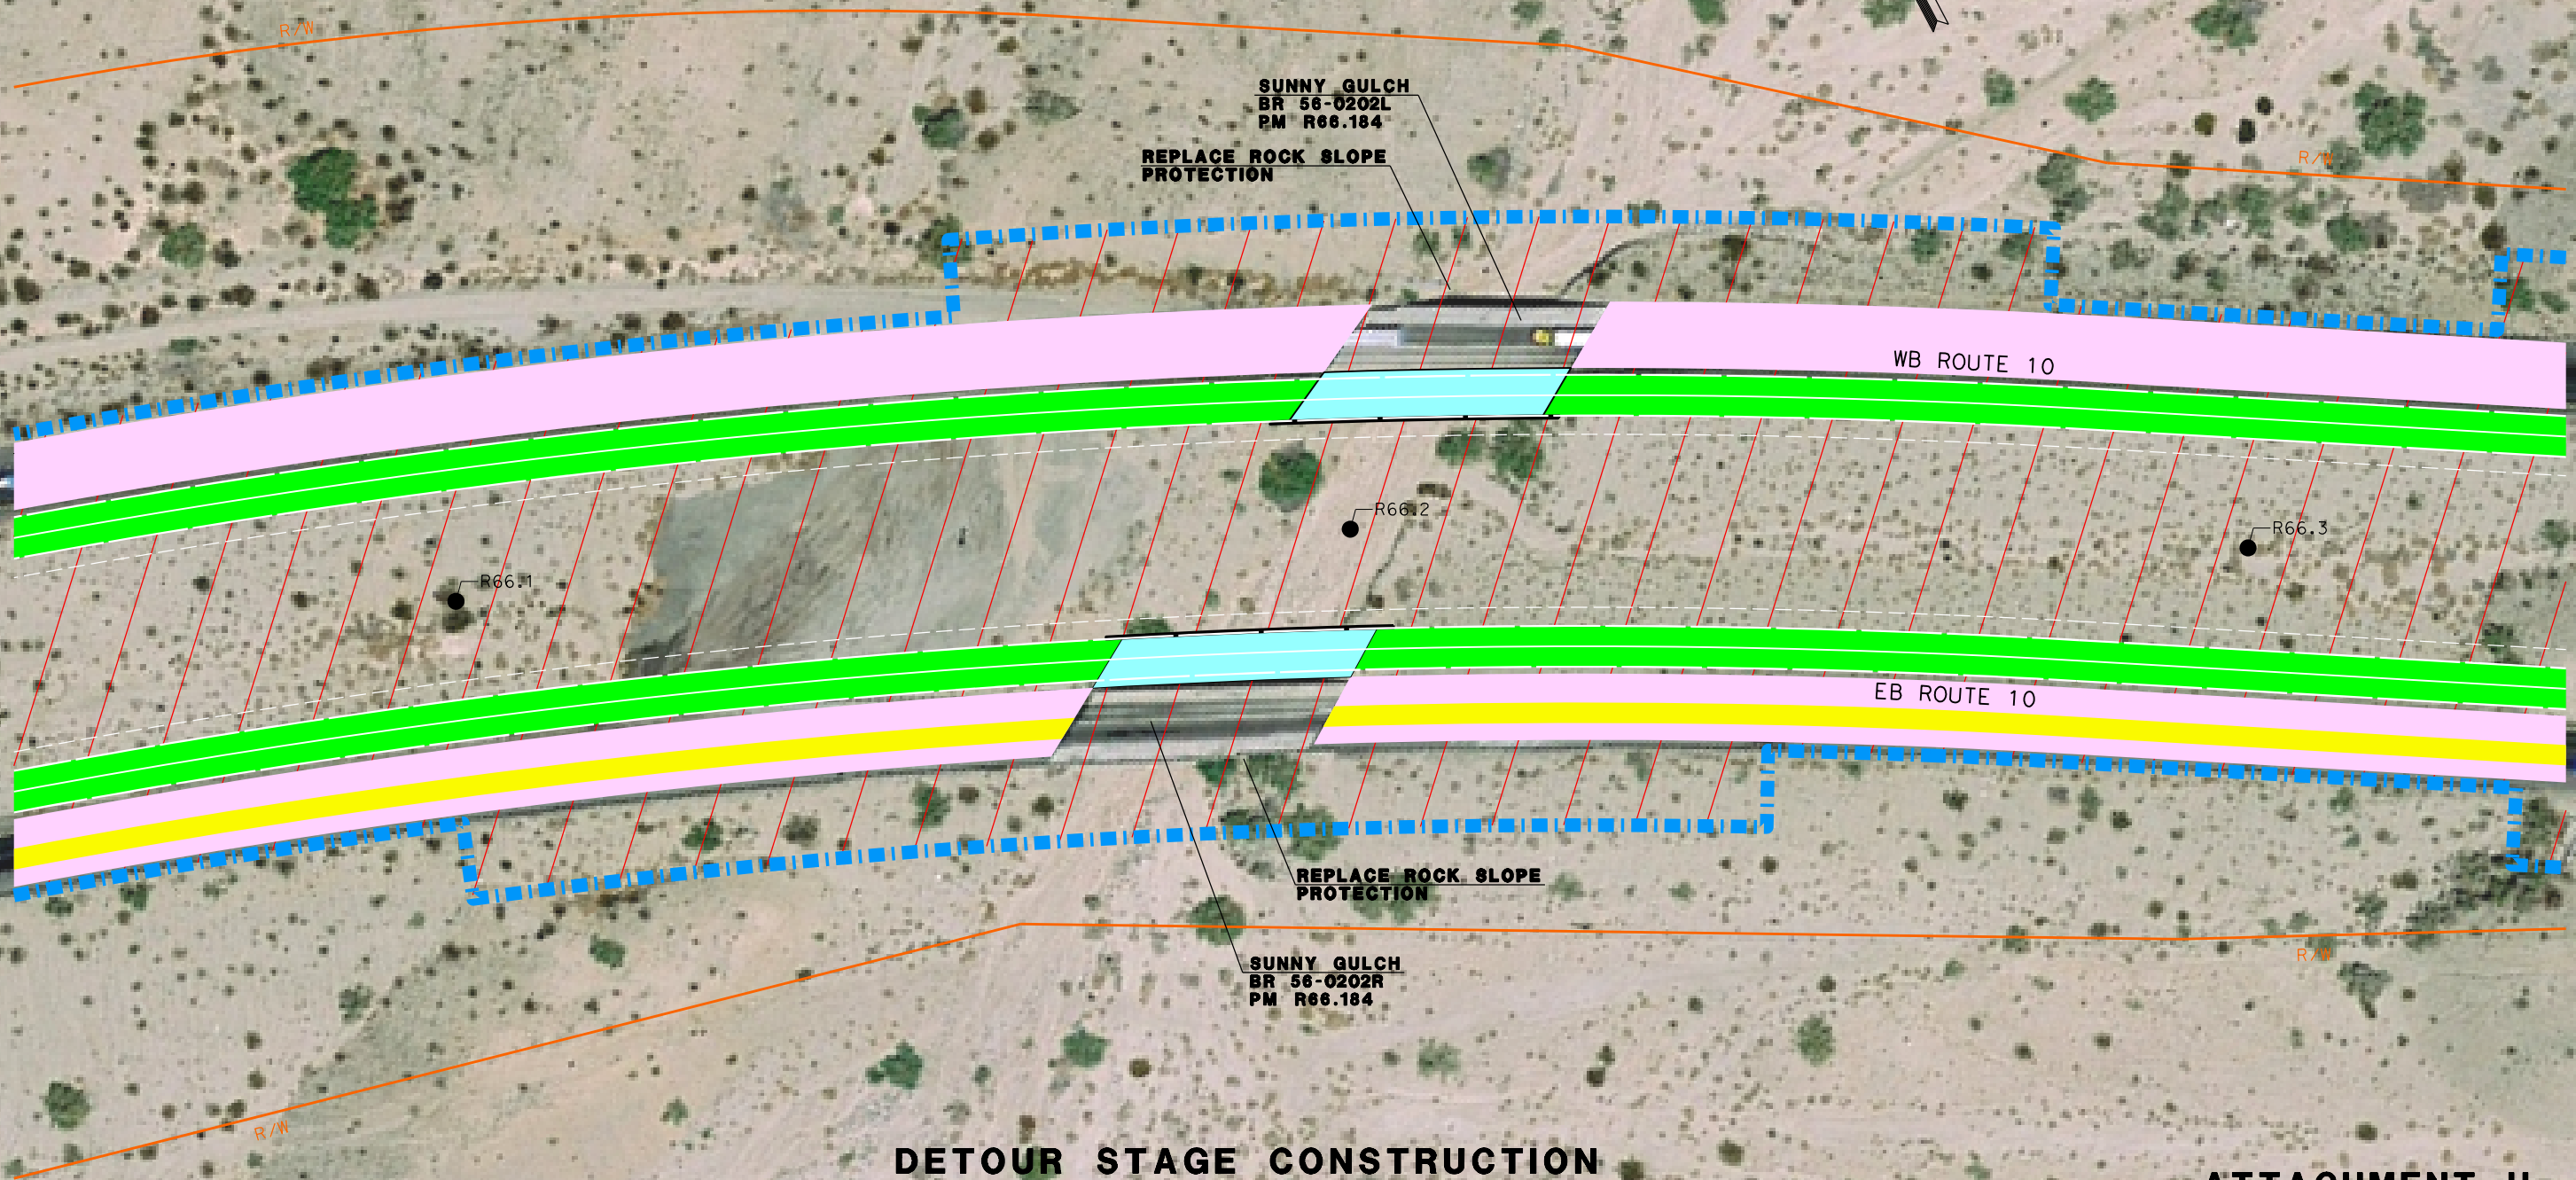 R/W
SUNNY GULCH
BR 56-0202L
PM R66.184
REPLACE ROCK SLOPE
PROTECTION
R/W
WB ROUTE 10
R66.2
R66.3
R66.1
EB ROUTE 10
REPLACE ROCK SLOPE
PROTECTION
SUNNY GULCH
BR 56-0202R
PM R66.184
R/W
R/W
DETOUR STAGE CONSTRUCTION
ATTACHMENT